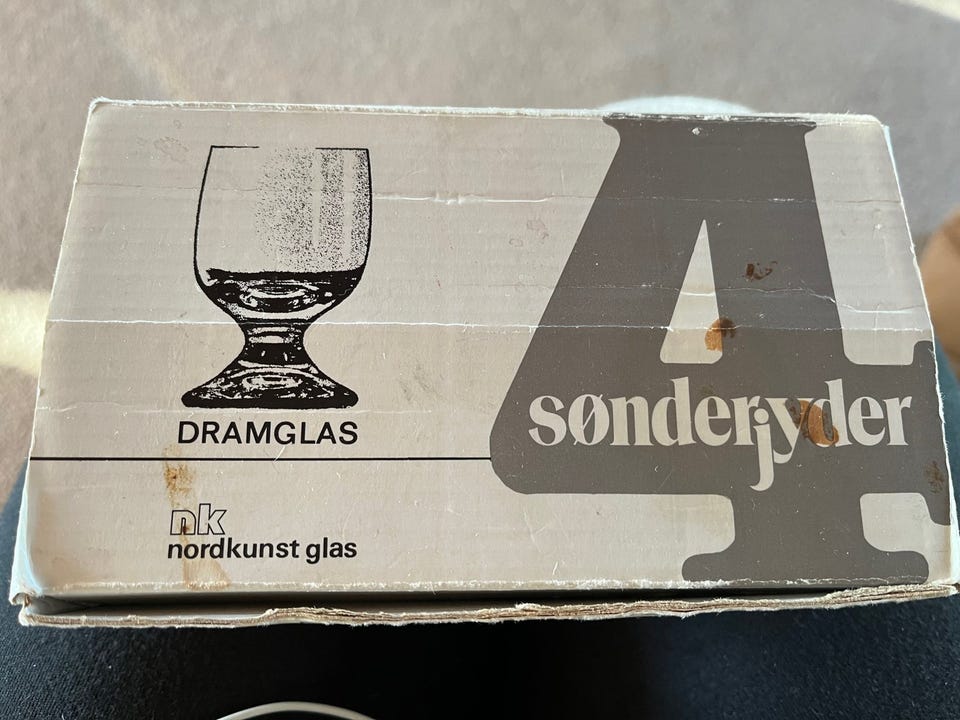 DRAMGLAS
nk
nordkunst glas
4
sønderjyder